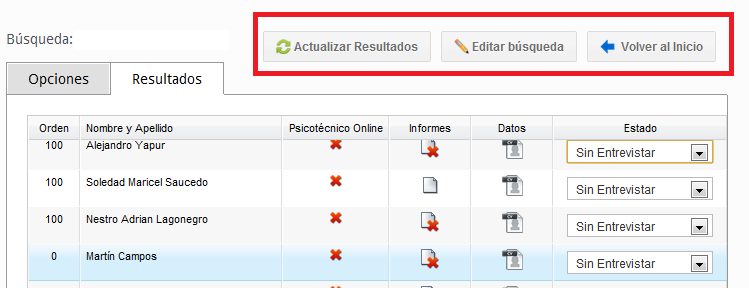 Búsqueda:
Actualizar Resultados Editar búsqueda Volver al Inicio
Opciones Resultados
Orden Nombre y Apellido Psicotécnico Online Informes Datos Estado
100 Alejandro Yapur Sin Entrevistar
100 Soledad Maricel Saucedo Sin Entrevistar
100 Nestro Adrian Lagonegro Sin Entrevistar
0 Martín Campos Sin Entrevistar